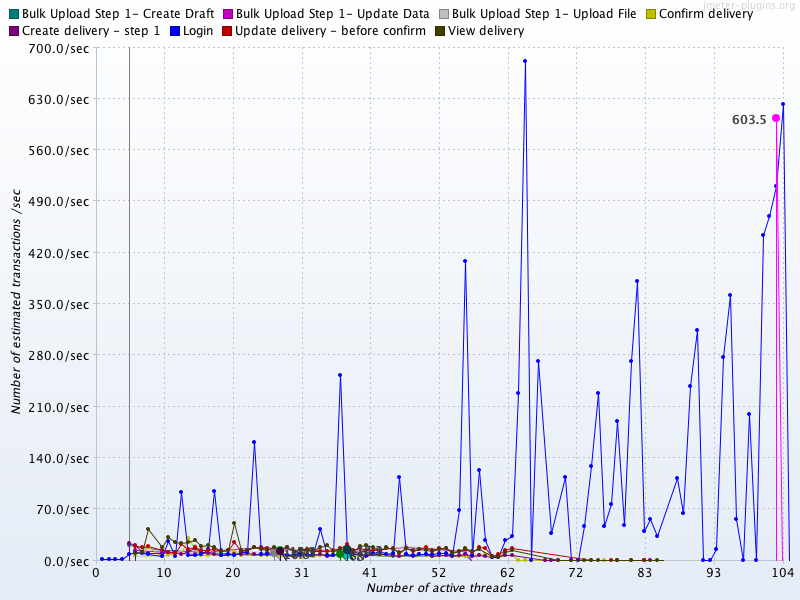 jmeter-plugins.org
Bulk Upload Step 1- Create Draft Bulk Upload Step 1- Update Data Bulk Upload Step 1- Upload File Confirm delivery
Create delivery - step 1 Login Update delivery - before confirm View delivery
700.0/sec
630.0/sec
560.0/sec
490.0/sec
420.0/sec
350.0/sec
280.0/sec
210.0/sec
140.0/sec
70.0/sec
0.0/sec
Number of estimated transactions /sec
603.5
0 10 20 31 41 52 62 72 83 93 104
Number of active threads